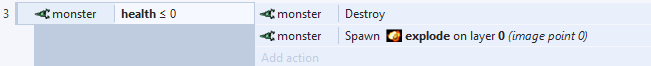 3 monster health ≤ 0 monster Destroy
monster Spawn explode on layer 0 (image point 0)
Add action